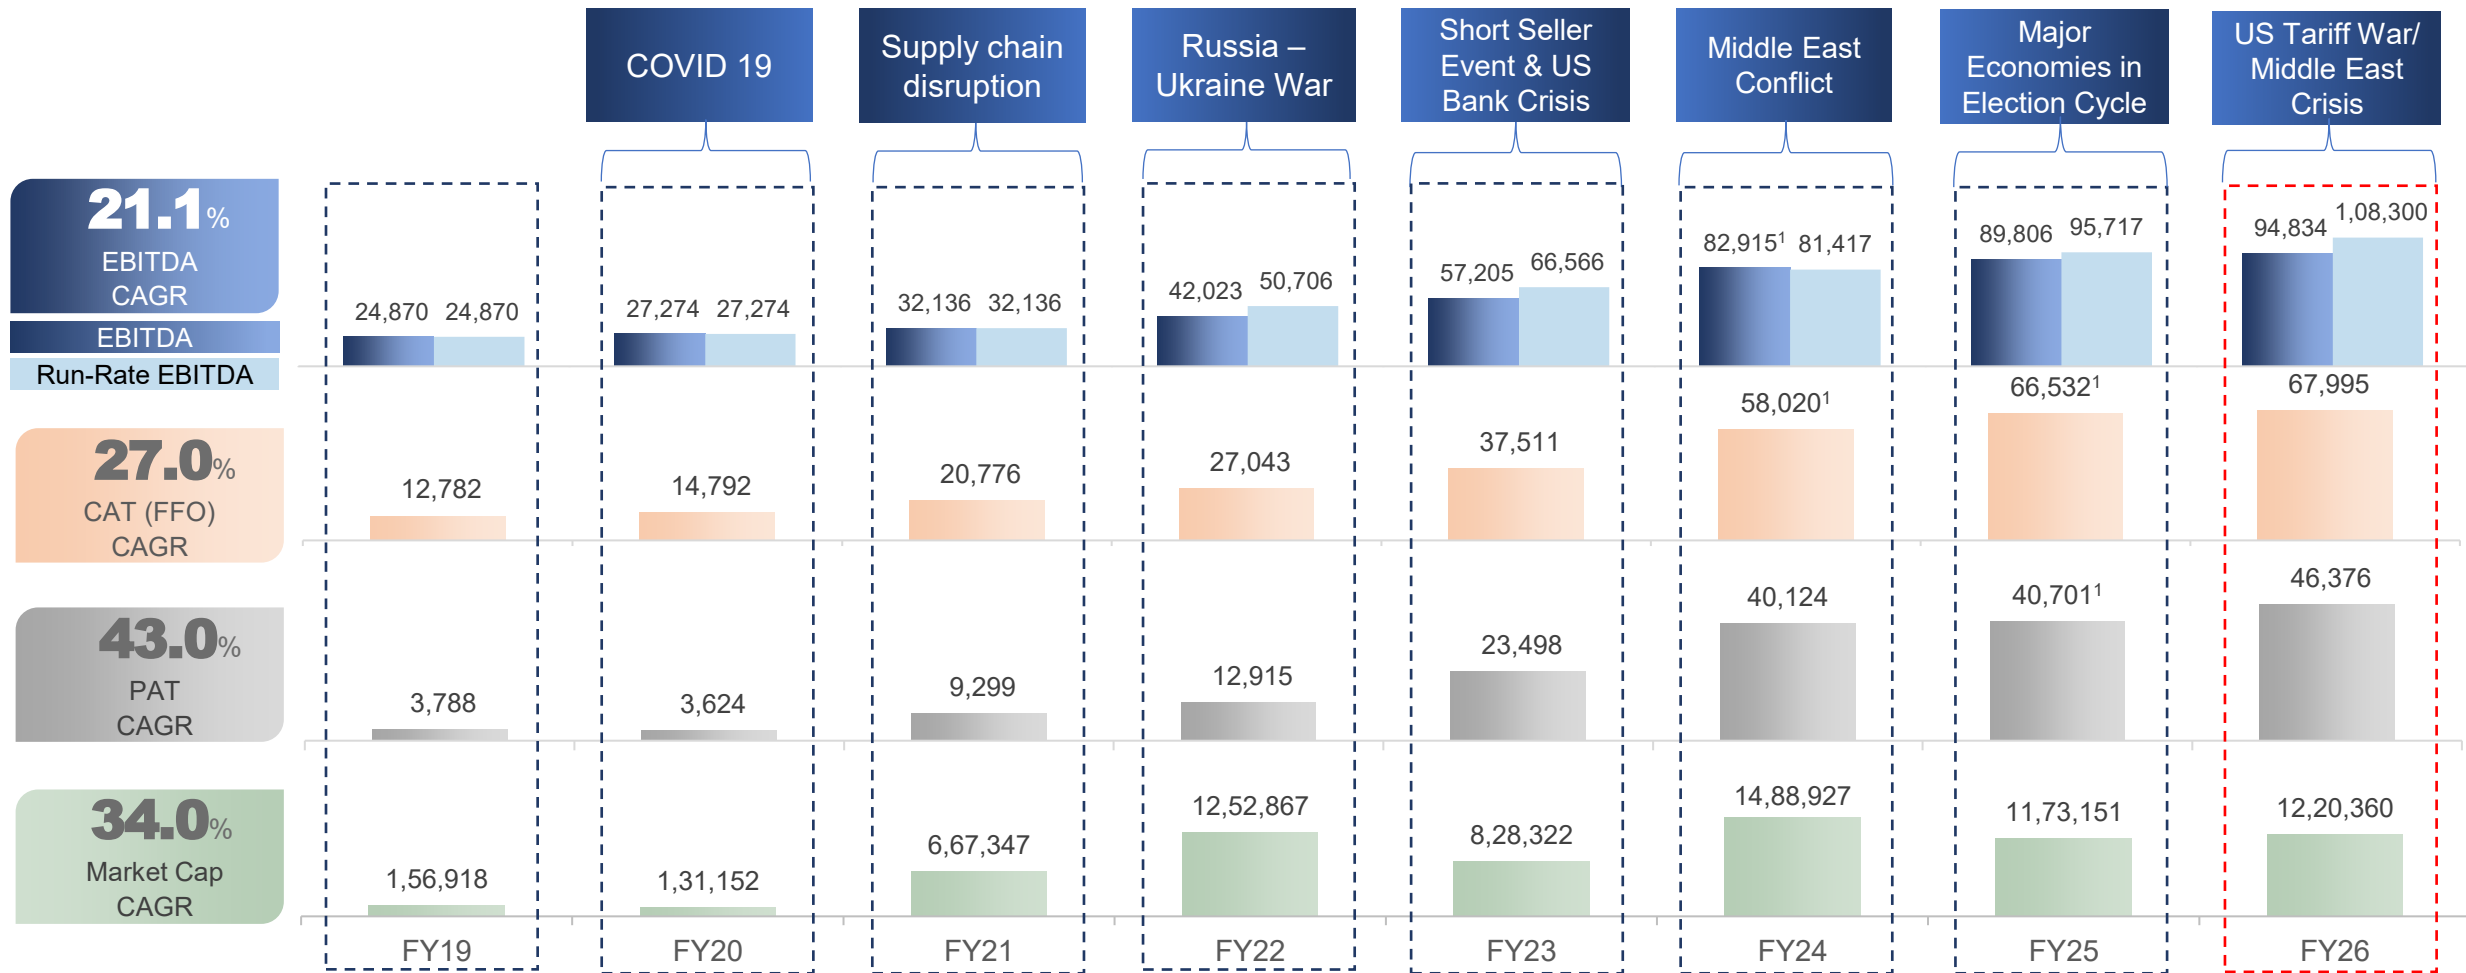 COVID 19
Supply chain
disruption
Russia –
Ukraine War
Short Seller
Event & US
Bank Crisis
Middle East
Conflict
Major
Economies in
Election Cycle
US Tariff War/
Middle East
Crisis
21.1%
EBITDA
CAGR
EBITDA
Run-Rate EBITDA
24,870 24,870
27,274 27,274
32,136 32,136
42,023 50,706
57,205 66,566
82,915¹ 81,417
89,806 95,717
94,834 1,08,300
27.0%
CAT (FFO)
CAGR
12,782
14,792
20,776
27,043
37,511
58,020¹
66,532¹
67,995
43.0%
PAT
CAGR
3,788
3,624
9,299
12,915
23,498
40,124
40,701¹
46,376
34.0%
Market Cap
CAGR
1,56,918
1,31,152
6,67,347
12,52,867
8,28,322
14,88,927
11,73,151
12,20,360
FY19 FY20 FY21 FY22 FY23 FY24 FY25 FY26